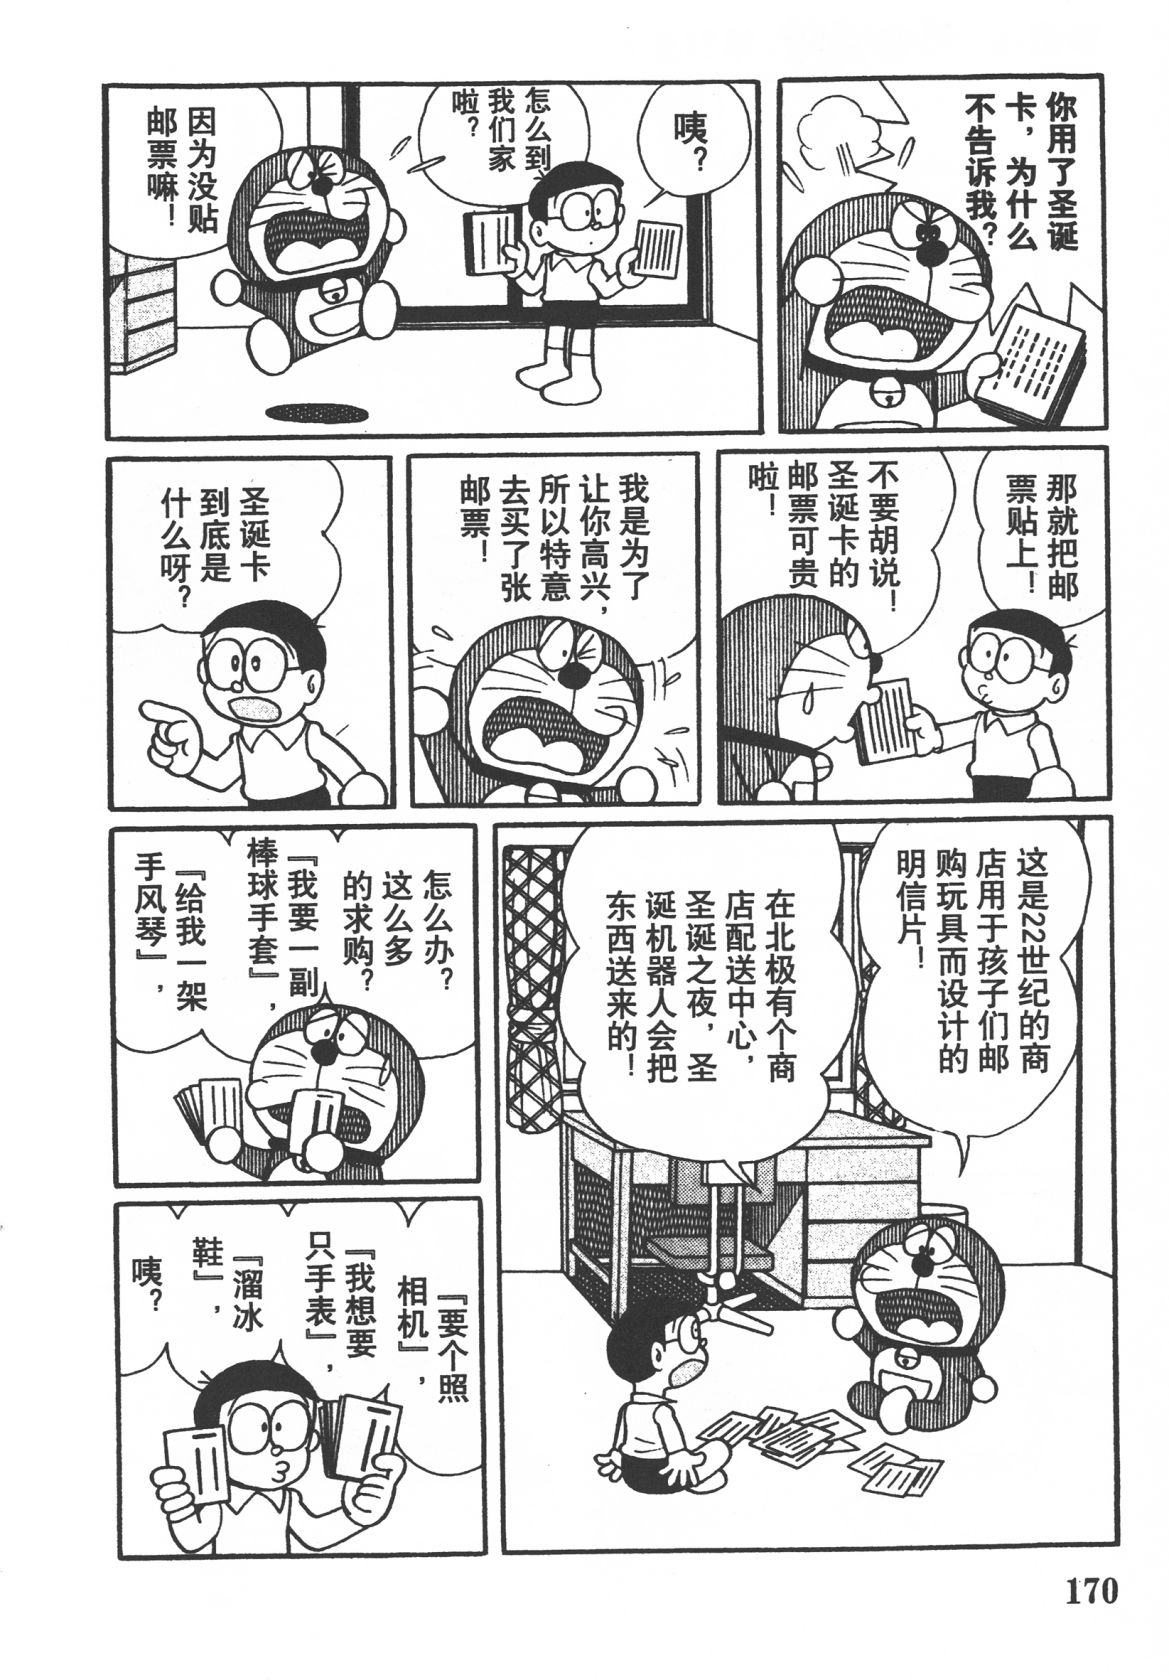 你用了圣诞
卡，为什么
不告诉我？
咦？
怎么到
我们家
啦？
因为没贴
邮票嘛！
那就把邮
票贴上！
不要胡说！
圣诞卡的
邮票可贵
啦！
我是为了
让你高兴，
所以特意
去买了张
邮票！
圣诞卡
到底是
什么呀？
这是22世纪的商
店用于孩子们邮
购玩具而设计的
明信片！
在北极有个商
店配送中心，
圣诞之夜，圣
诞机器人会把
东西送来的！
怎么办？
这么多
的求购？
『我要一副
棒球手套』，
『给我一架
手风琴』，
『要个照
相机』，
『我想要
只手表』，
『溜冰
鞋』，
咦？
170